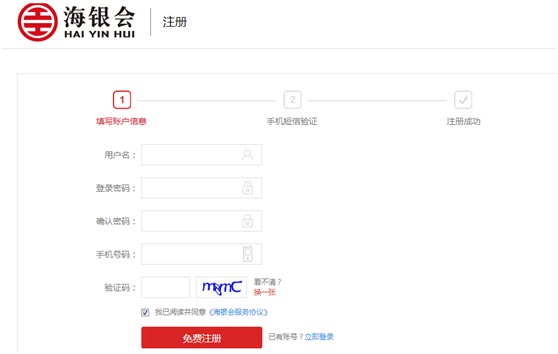 海银会 注册
HAI YIN HUI
1 2
填写账户信息 手机短信验证 注册成功
用户名：
登录密码：
确认密码：
手机号码：
验证码： mxmC 看不清？
换一张
我已阅读并同意《海银会服务协议》
免费注册 已有账号？立即登录